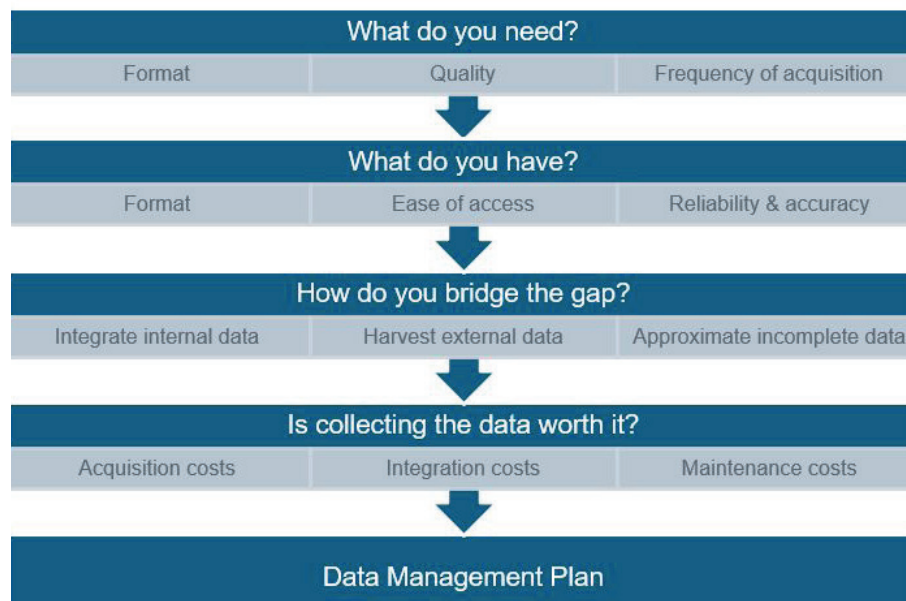 What do you need?
Format Quality Frequency of acquisition
What do you have?
Format Ease of access Reliability & accuracy
How do you bridge the gap?
Integrate internal data Harvest external data Approximate incomplete data
Is collecting the data worth it?
Acquisition costs Integration costs Maintenance costs
Data Management Plan